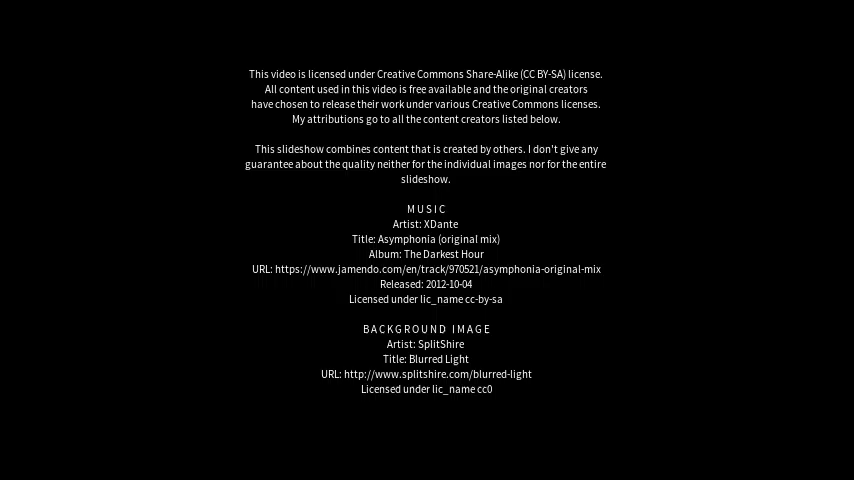 This video is licensed under Creative Commons Share-Alike (CC BY-SA) license.
All content used in this video is free available and the original creators
have chosen to release their work under various Creative Commons licenses.
My attributions go to all the content creators listed below.
This slideshow combines content that is created by others. I don't give any
guarantee about the quality neither for the individual images nor for the entire
slideshow.
MUSIC
Artist: XDante
Title: Asymphonia (original mix)
Album: The Darkest Hour
URL: https://www.jamendo.com/en/track/970521/asymphonia-original-mix
Released: 2012-10-04
Licensed under lic_name cc-by-sa
BACKGROUND IMAGE
Artist: SplitShire
Title: Blurred Light
URL: http://www.splitshire.com/blurred-light
Licensed under lic_name cc0